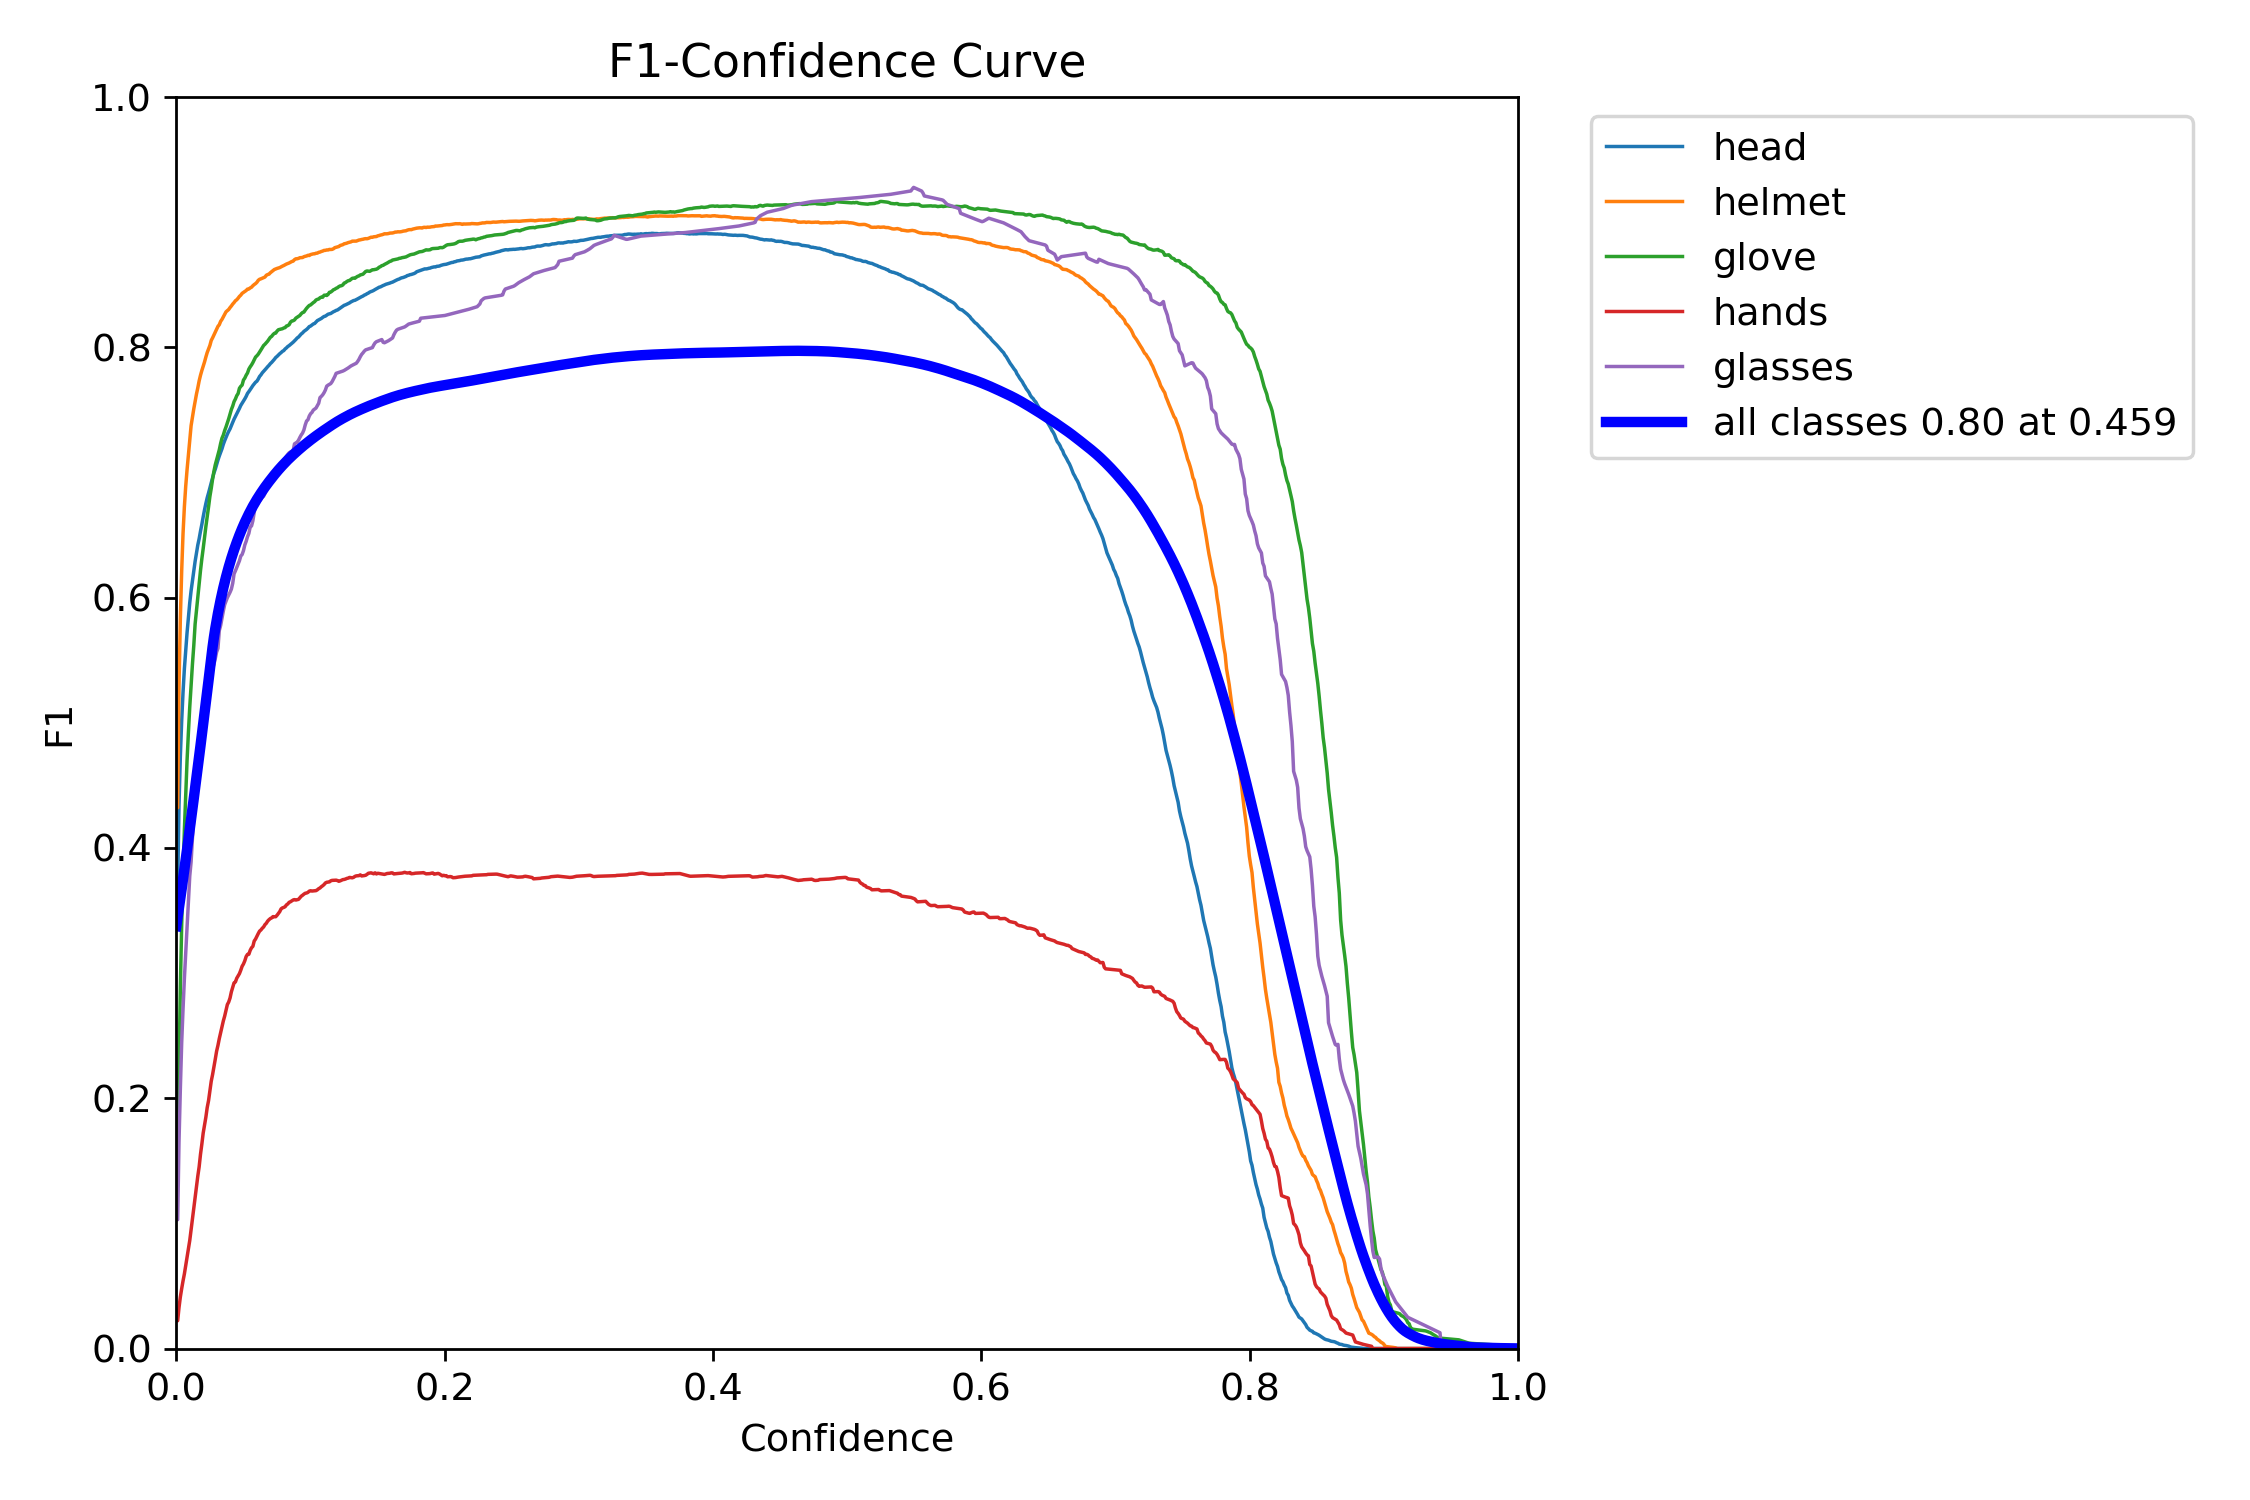 F1-Confidence Curve
1.0
0.8
0.6
0.4
0.2
0.0
F1
0.0 0.2 0.4 0.6 0.8 1.0
Confidence
head
helmet
glove
hands
glasses
all classes 0.80 at 0.459